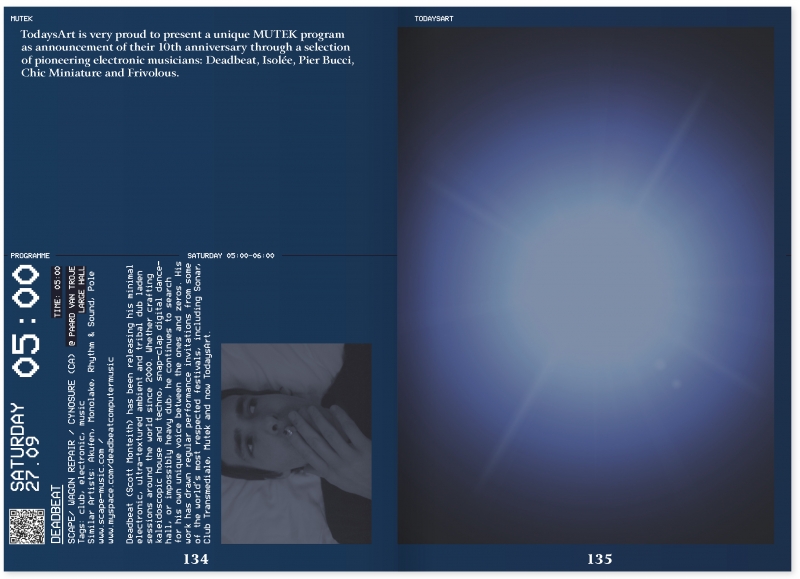 MUTEK
TODAYSART
TodaysArt is very proud to present a unique MUTEK program
as announcement of their 10th anniversary through a selection
of pioneering electronic musicians: Deadbeat, Isolée, Pier Bucci,
Chic Miniature and Frivolous.
PROGRAMME
SATURDAY 05:00-06:00
SATURDAY 05:00
27.09
DEADBEAT TIME: 05:00
SCAPE/ WAGON REPAIR / CYNOSURE (CA) @ PAARD VAN TROJE
LARGE HALL
Tags: club, electronic, music
Similar Artists: Akufen, Monolake, Rhythm & Sound, Pole
www.scape-music.com /
www.myspace.com/deadbeatcomputermusic
Deadbeat (Scott Monteith) has been releasing his minimal
electronic, ultra-textured ambient and tribal dub laden
sessions around the world since 2000. Whether crafting
kaleidoscopic house and techno, snap-clap digital dance-
hall, or impossibly heavy dub, he continues to search
for his own unique voice between the ones and zeros. His
work has drawn regular performance invitations from some
of the world's most respected festivals, including Sonar,
Club Transmediale, Mutek and now TodaysArt.
134
135